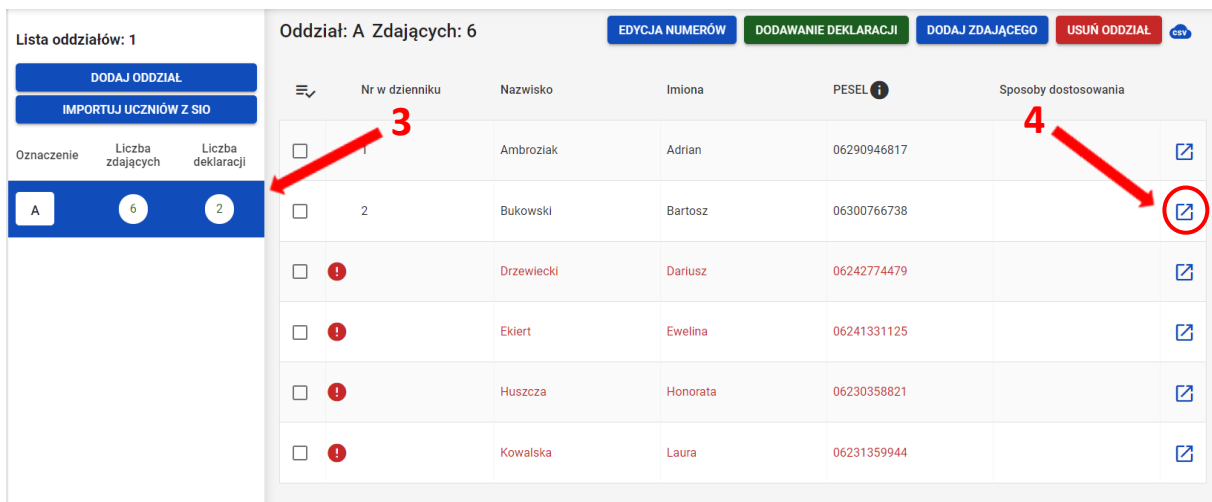 Lista oddziałów: 1
DODAJ ODDZIAŁ
IMPORTUJ UCZNIÓW Z SIO
Oznaczenie Liczba zdających Liczba deklaracji
A 6 2
Oddział: A Zdających: 6
EDYCJA NUMERÓW DODAWANIE DEKLARACJI DODAJ ZDAJĄCEGO USUŃ ODDZIAŁ csv
Nr w dzienniku Nazwisko Imiona PESEL i Sposoby dostosowania
3 4
1 Ambroziak Adrian 06290946817
2 Bukowski Bartosz 06300766738
! Drzewiecki Dariusz 06242774479
! Ekiert Ewelina 06241331125
! Huszcza Honorata 06230358821
! Kowalska Laura 06231359944